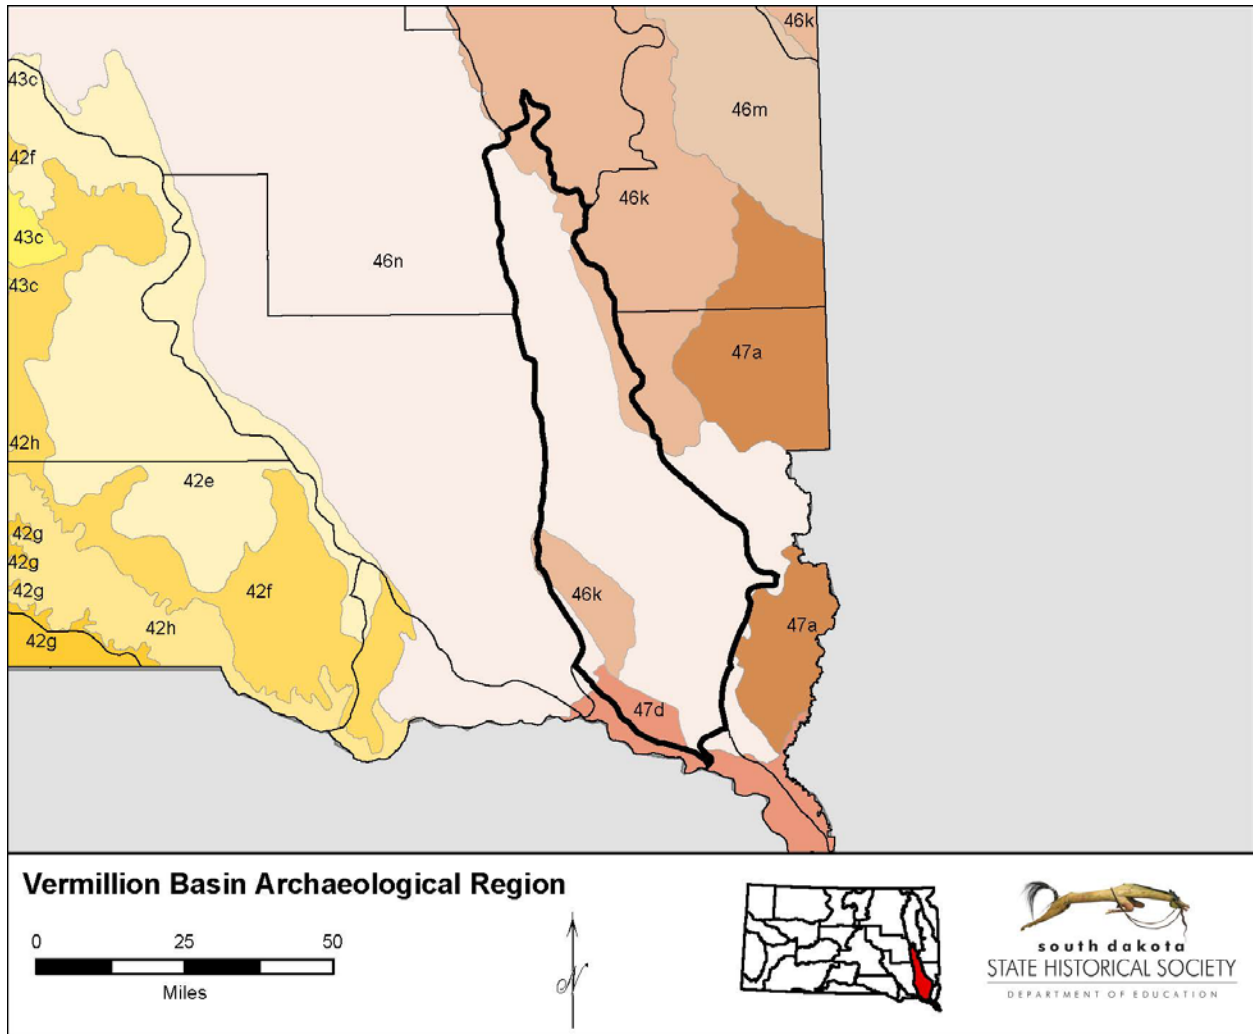 46k
43c
46m
42f
46k
43c
46n
43c
47a
42h
42e
42g
42g
42g
42f
46k
42h
47a
42g
47d
Vermillion Basin Archaeological Region
0 25 50
Miles
N
south dakota
STATE HISTORICAL SOCIETY
DEPARTMENT OF EDUCATION